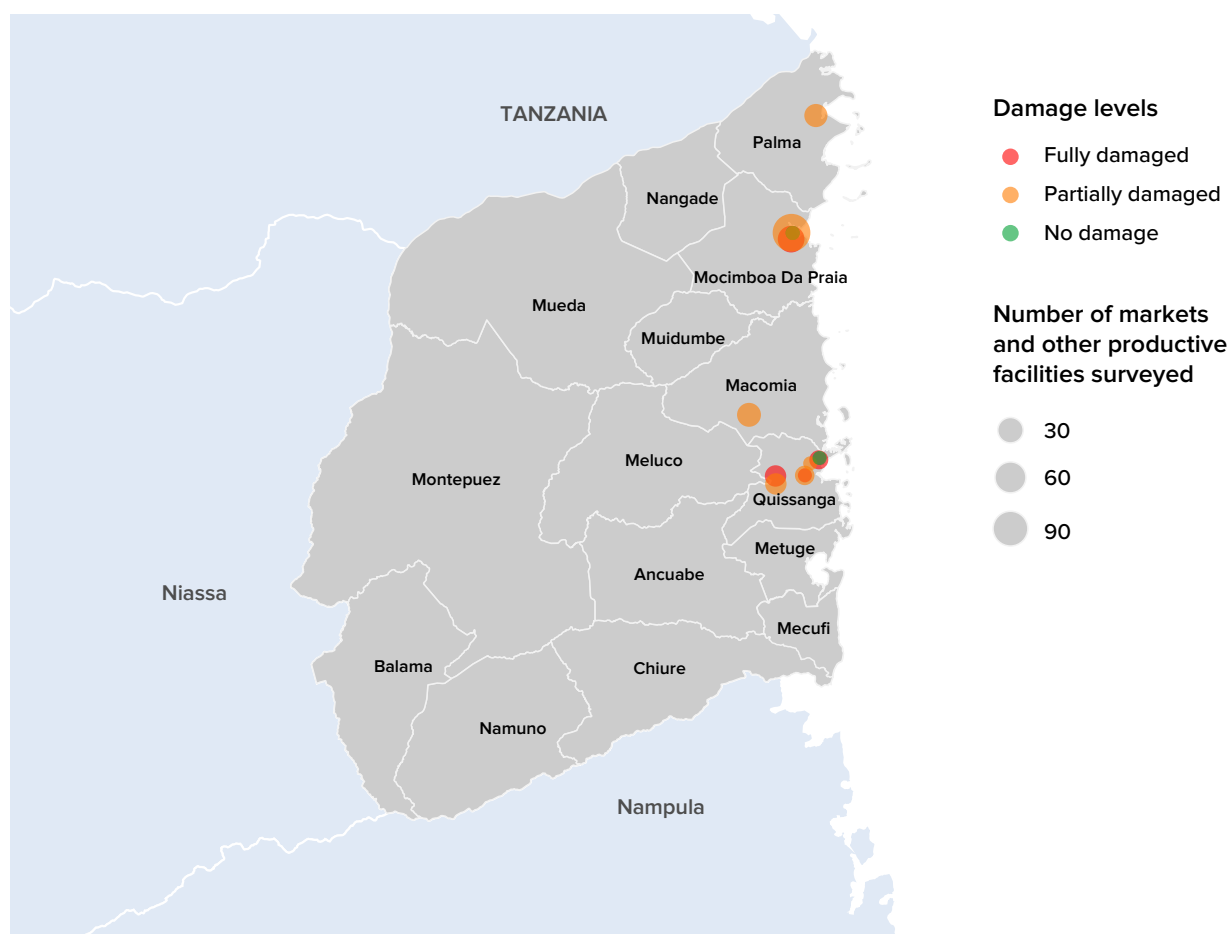 TANZANIA
Palma
Nangade
Mocimboa Da Praia
Mueda
Muidumbe
Macomia
Meluco
Montepuez
Quissanga
Metuge
Ancuabe
Niassa
Mecufi
Balama
Chiure
Namuno
Nampula
Damage levels
Fully damaged
Partially damaged
No damage
Number of markets
and other productive
facilities surveyed
30
60
90